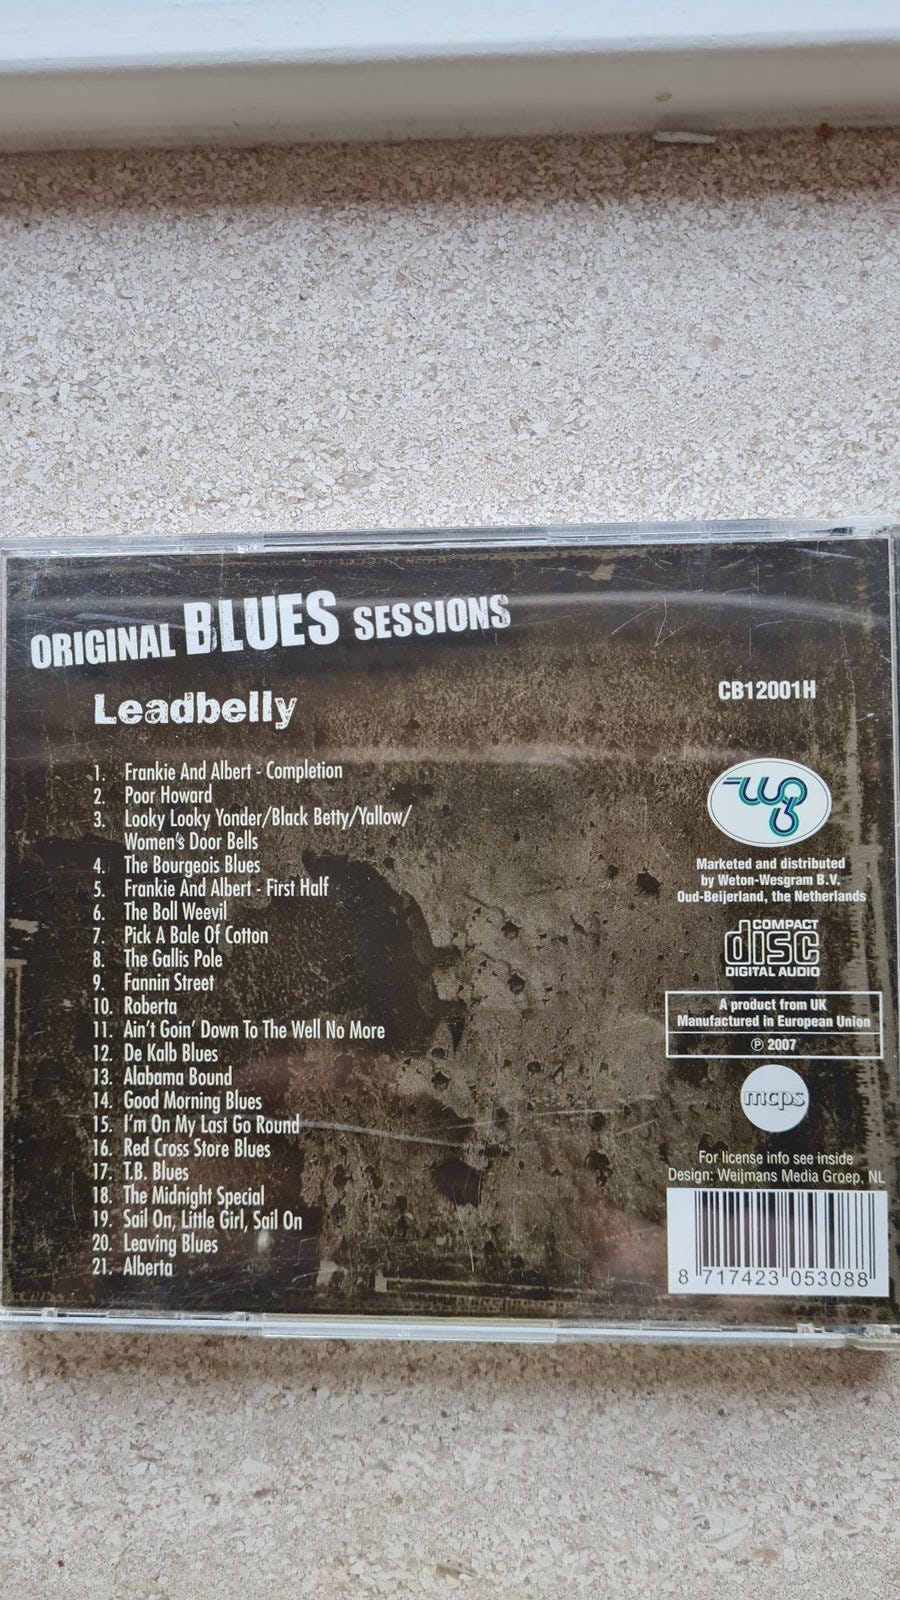 ORIGINAL BLUES SESSIONS
Leadbelly
1. Frankie And Albert - Completion
2. Poor Howard
3. Looky Looky Yonder/Black Betty/Yallow/
Women's Door Bells
4. The Bourgeois Blues
5. Frankie And Albert - First Half
6. The Boll Weevil
7. Pick A Bale Of Cotton
8. The Gallis Pole
9. Fannin Street
10. Roberta
11. Ain't Goin' Down To The Well No More
12. De Kalb Blues
13. Alabama Bound
14. Good Morning Blues
15. I'm On My Last Go Round
16. Red Cross Store Blues
17. T.B. Blues
18. The Midnight Special
19. Sail On, Little Girl, Sail On
20. Leaving Blues
21. Alberta
CB12001H
Marketed and distributed
by Weton-Wesgram B.V.
Oud-Beijerland, the Netherlands
COMPACT
disc
DIGITAL AUDIO
A product from UK
Manufactured in European Union
℗ 2007
mcps
For license info see inside
Design: Weijmans Media Groep, NL
8 717423 053088